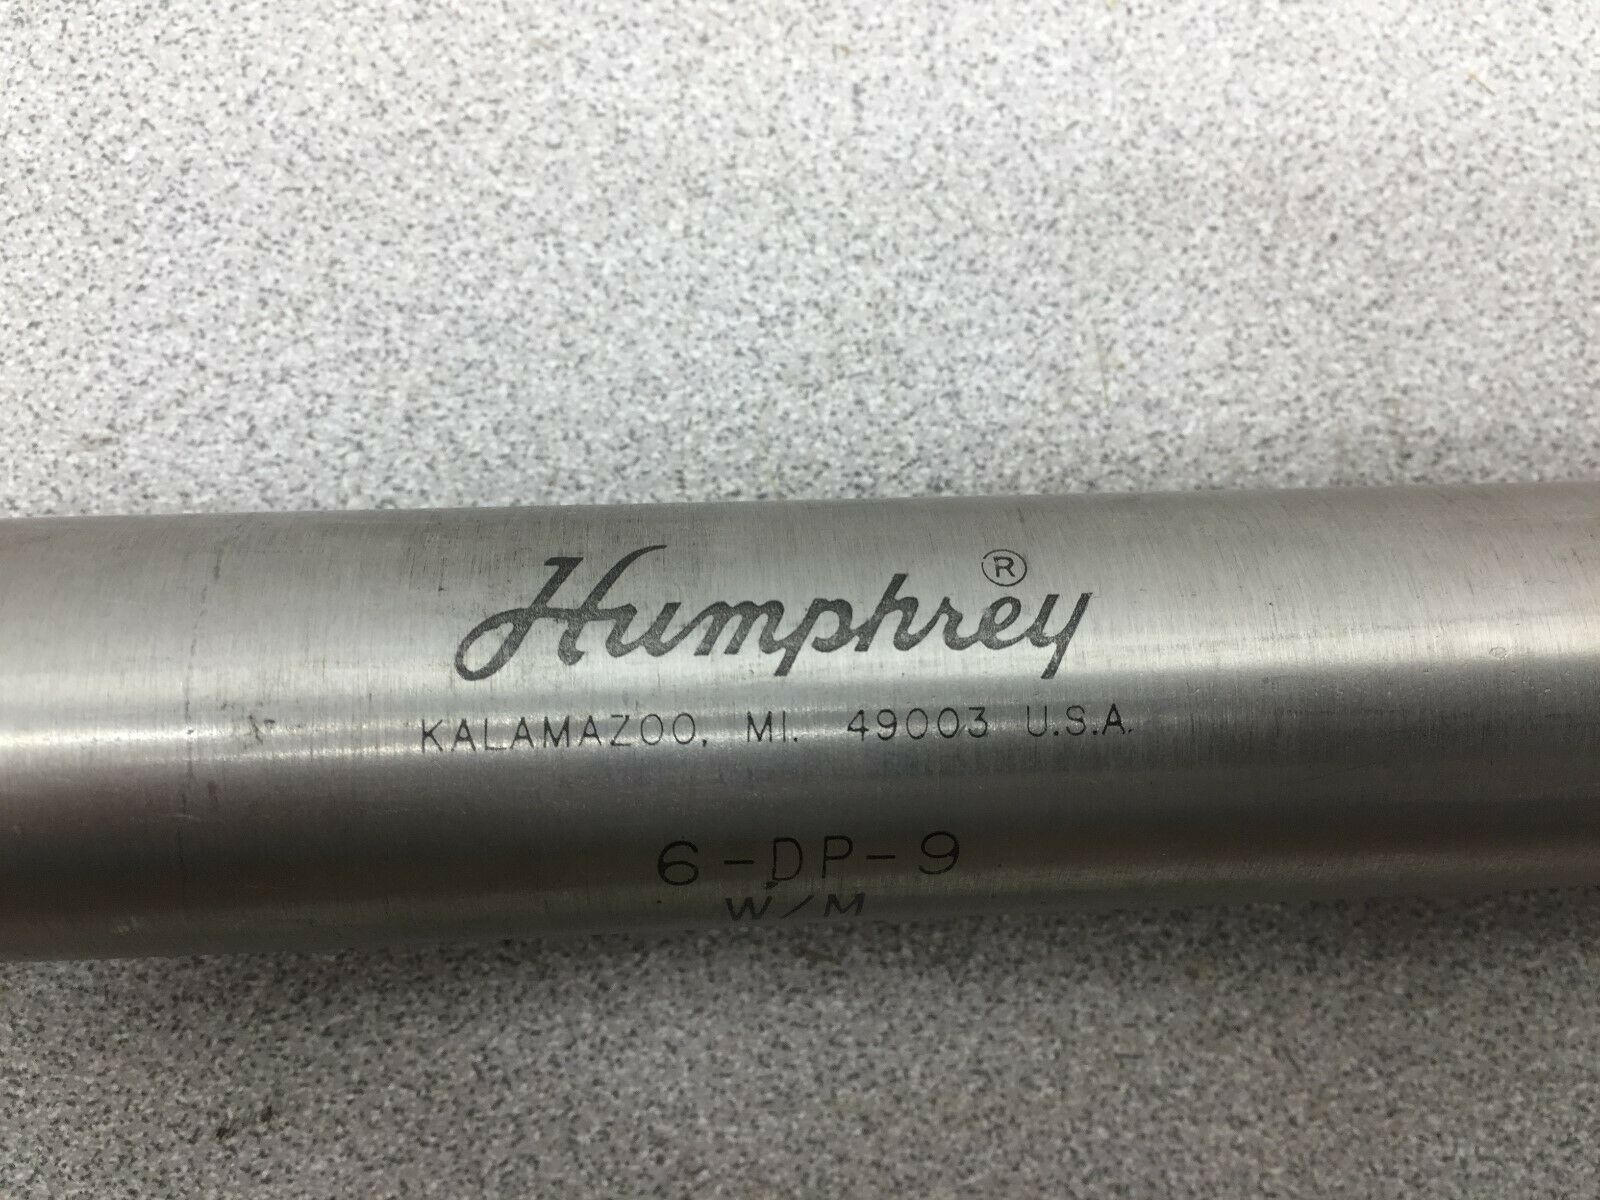 Humphrey®
KALAMAZOO, MI. 49003 U.S.A.
6-DP-9
W/M